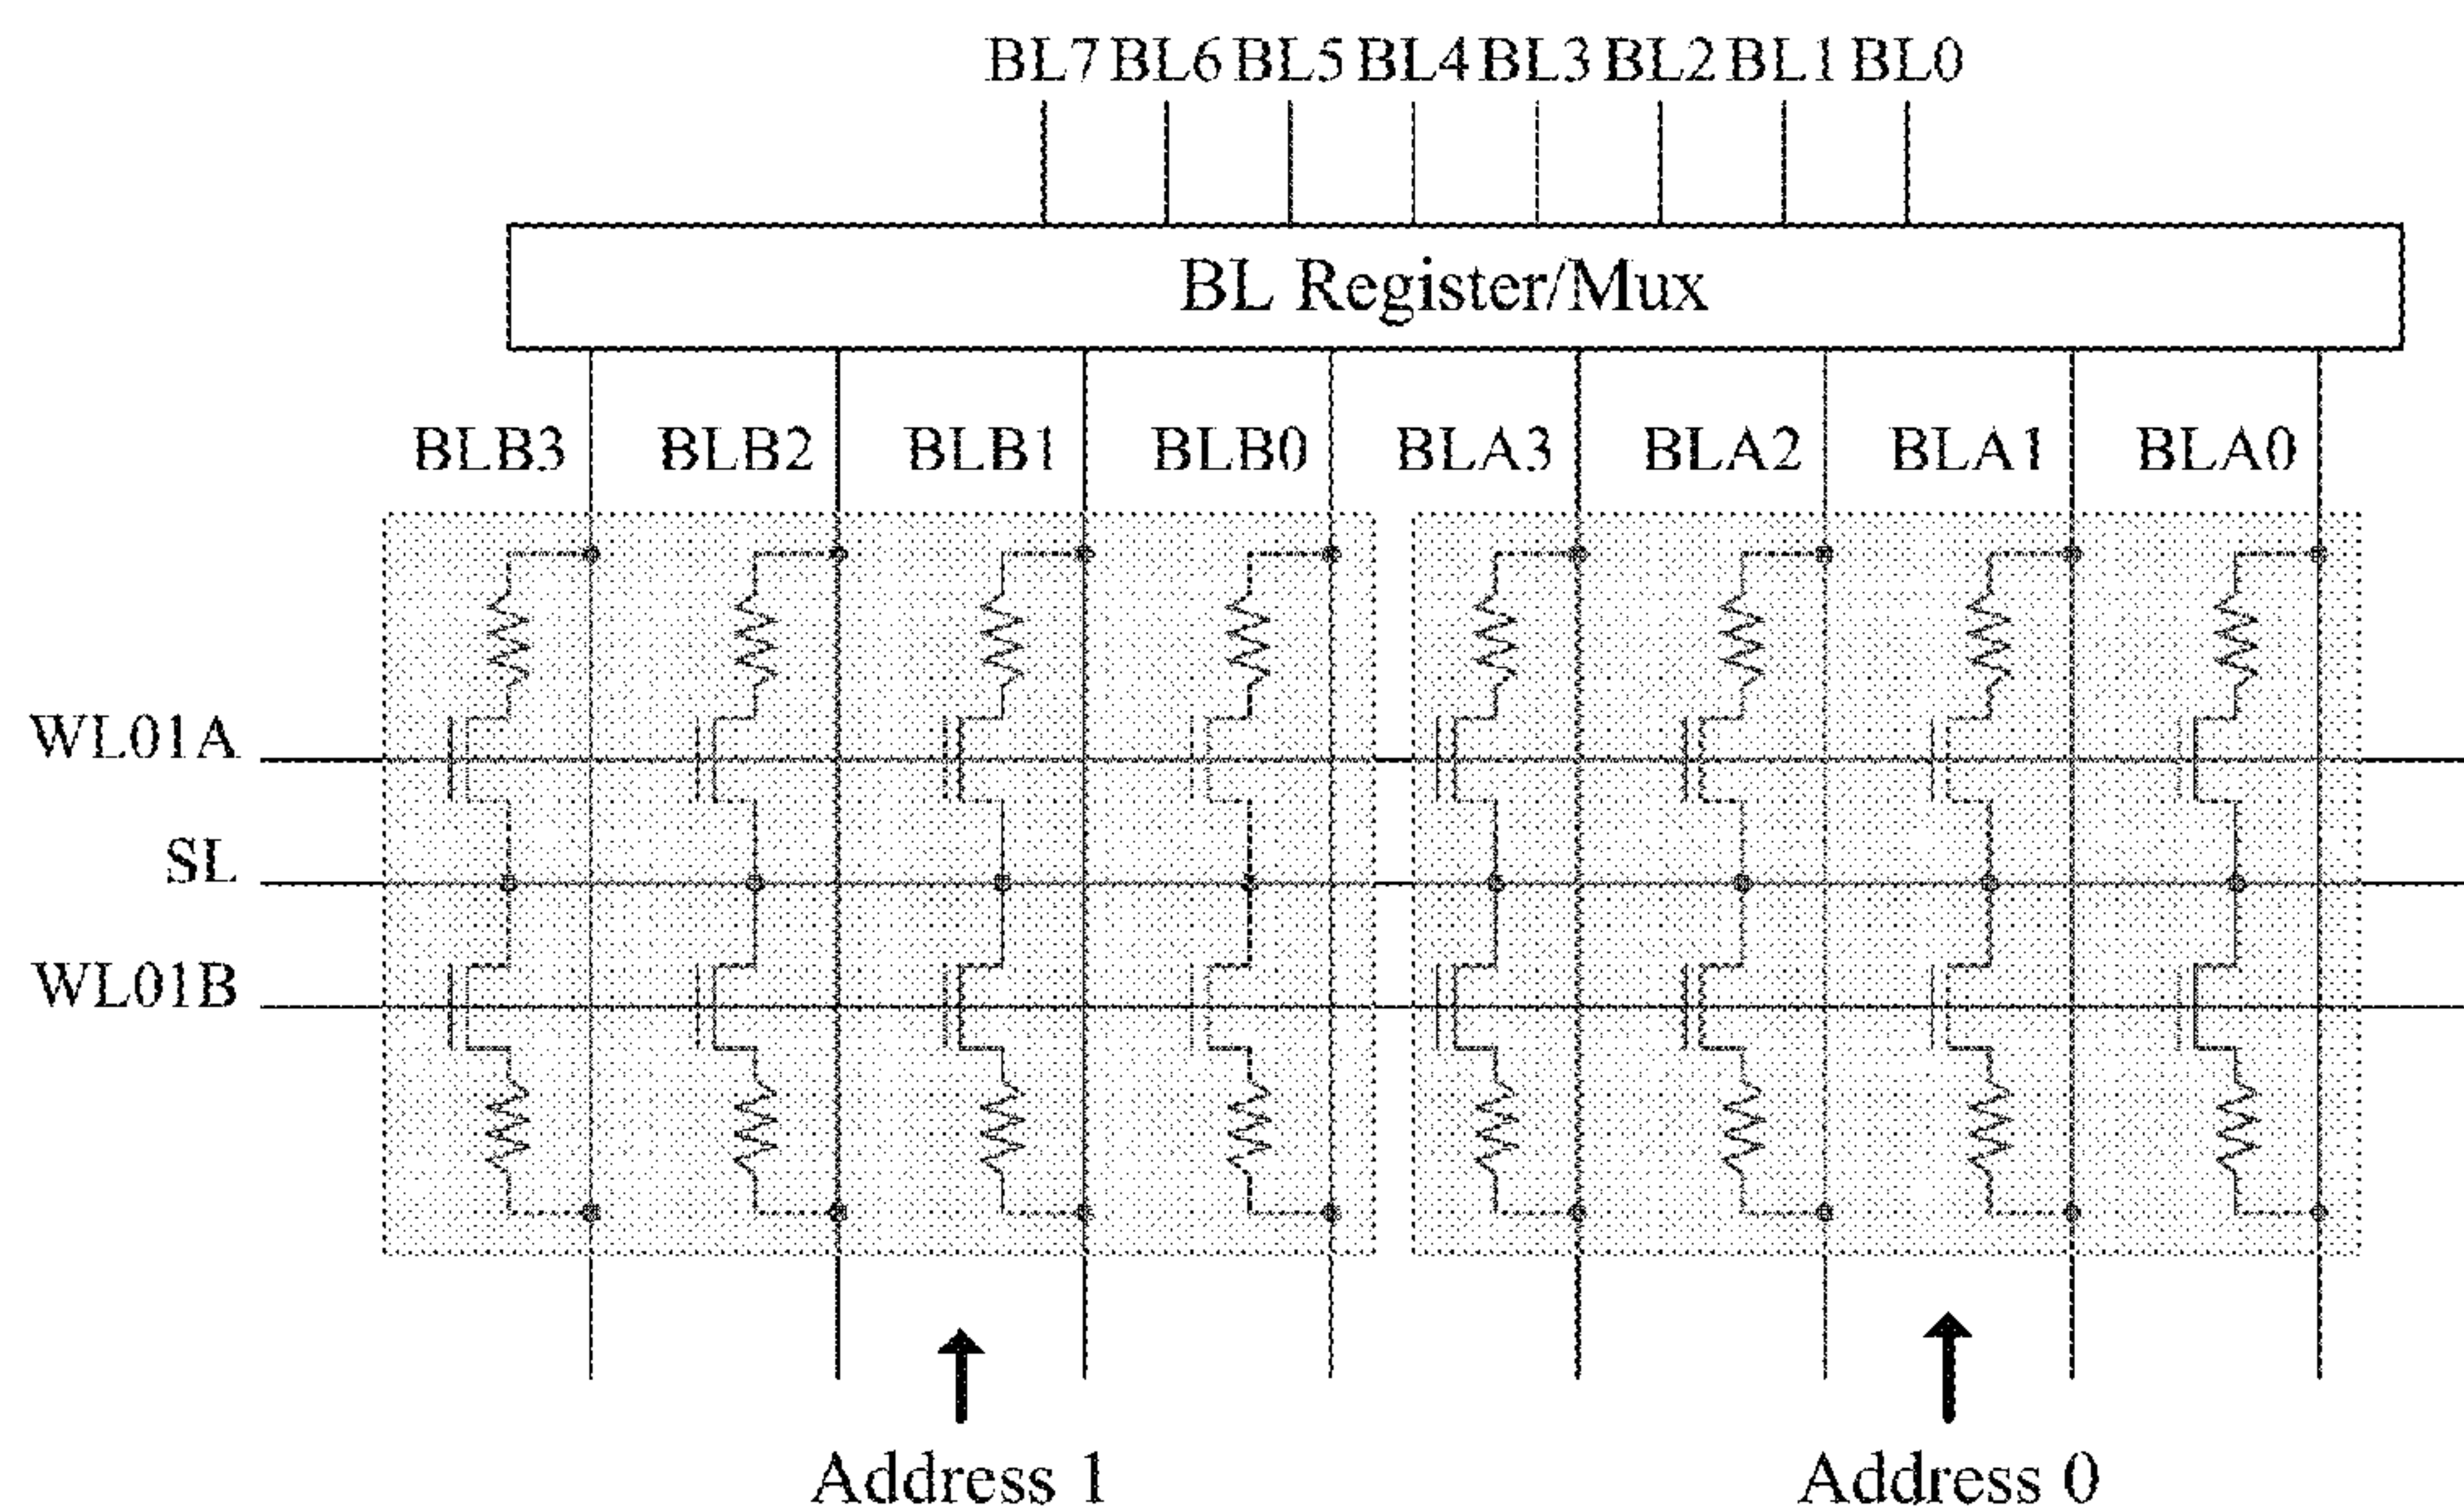 BL7 BL6 BL5 BL4 BL3 BL2 BL1 BL0
BL Register/Mux
BLB3 BLB2 BLB1 BLB0 BLA3 BLA2 BLA1 BLA0
WL01A
SL
WL01B
Address 1 Address 0